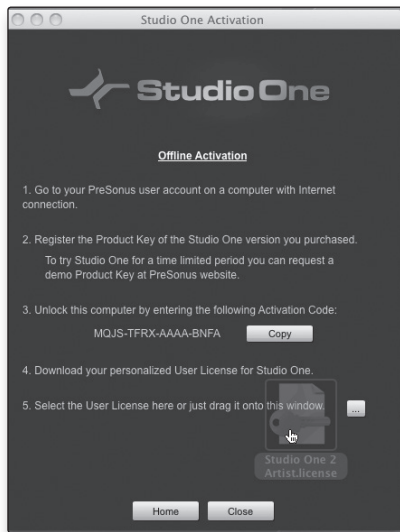 Studio One Activation
Studio One
Offline Activation
1. Go to your PreSonus user account on a computer with Internet
connection.
2. Register the Product Key of the Studio One version you purchased.
To try Studio One for a time limited period you can request a
demo Product Key at PreSonus website.
3. Unlock this computer by entering the following Activation Code:
MQJS-TFRX-AAAA-BNFA Copy
4. Download your personalized User License for Studio One.
5. Select the User License here or just drag it onto this window. ...
Studio One 2
Artist.license
Home Close